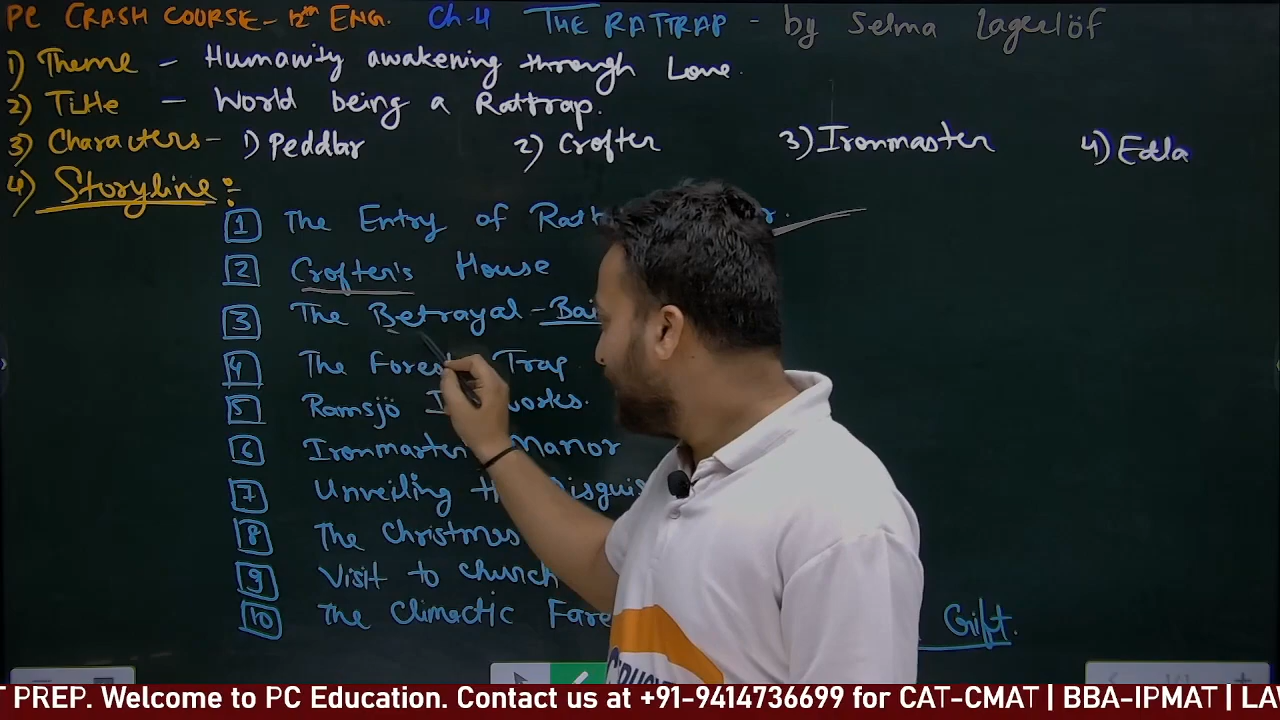 PC CRASH COURSE - 12th ENG. Ch-4 THE RATTRAP - by Selma Lagerlöf
1) Theme - Humanity awakening through Love.
2) Title - World being a Rattrap.
3) Characters - 1) Peddlar 2) Crofter 3) Ironmaster 4) Edla
4) Storyline :-
1 The Entry of
2 Crofter's House
3 The Betrayal -
4 The Trap
5 Ramsjö
6 Manor
7 Unveiling
8 The Christmas
9 Visit to Church
10 The Climactic Gift.
T PREP. Welcome to PC Education. Contact us at +91-9414736699 for CAT-CMAT | BBA-IPMAT | LA